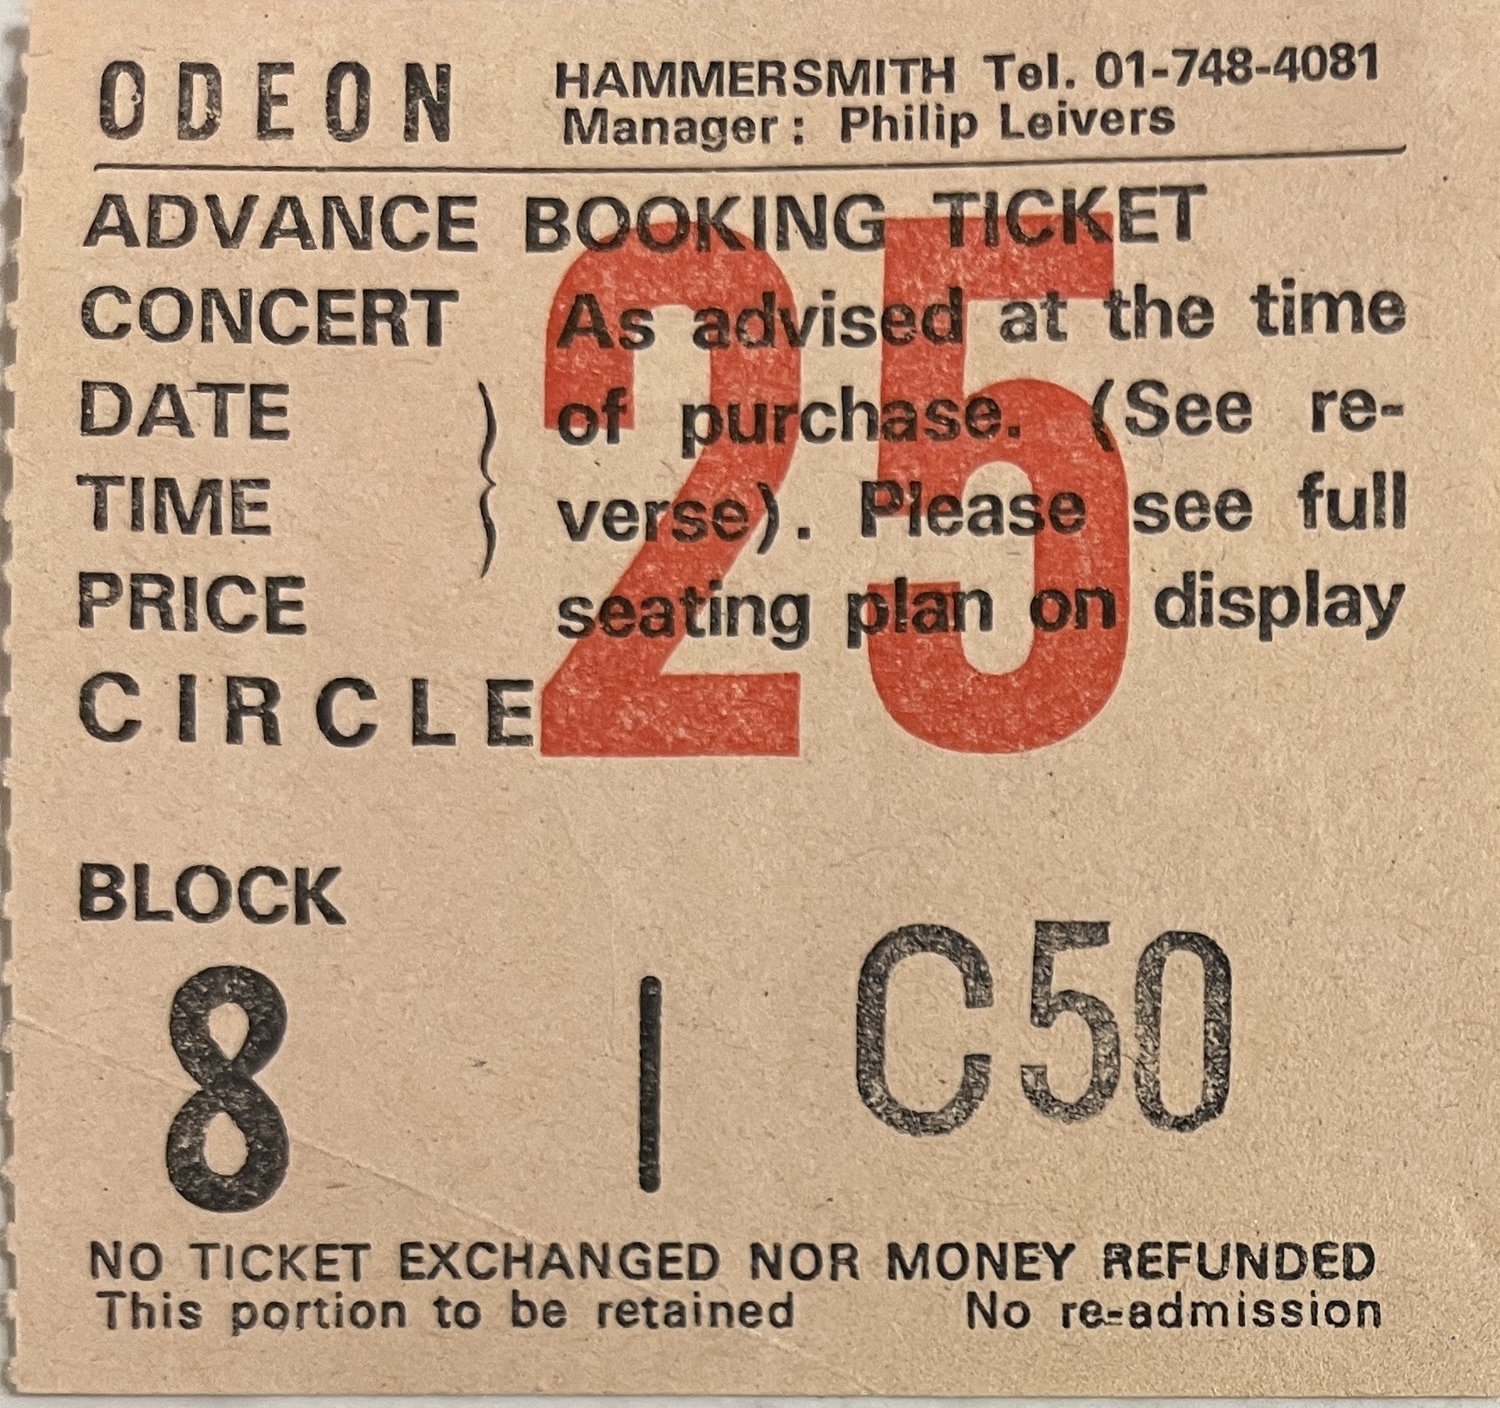 ODEON HAMMERSMITH Tel. 01-748-4081
Manager: Philip Leivers
ADVANCE BOOKING TICKET
25
CONCERT As advised at the time
DATE } of purchase. (See re-
TIME verse). Please see full
PRICE seating plan on display
CIRCLE
BLOCK
8 | C50
NO TICKET EXCHANGED NOR MONEY REFUNDED
This portion to be retained No re-admission